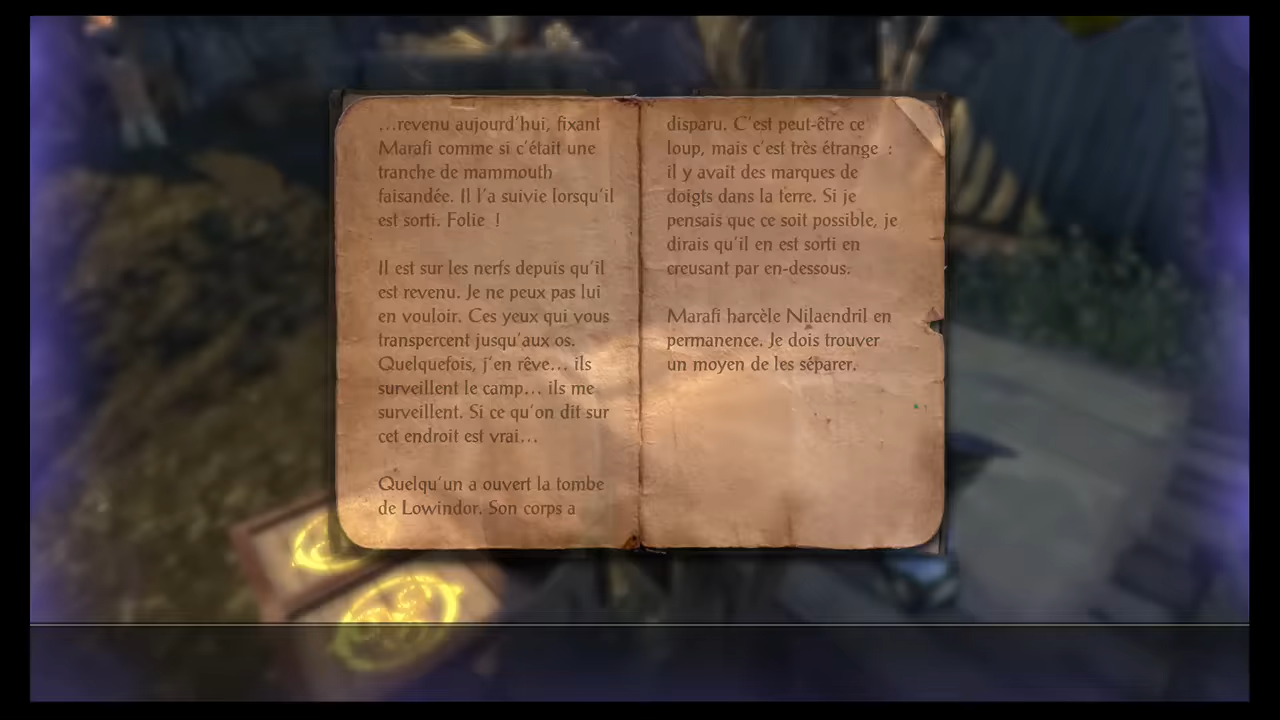 …revenu aujourd'hui, fixant
Marafi comme si c'était une
tranche de mammouth
faisandée. Il l'a suivie lorsqu'il
est sorti. Folie !
Il est sur les nerfs depuis qu'il
est revenu. Je ne peux pas lui
en vouloir. Ces yeux qui vous
transpercent jusqu'aux os.
Quelquefois, j'en rêve… ils
surveillent le camp… ils me
surveillent. Si ce qu'on dit sur
cet endroit est vrai…
Quelqu'un a ouvert la tombe
de Lowindor. Son corps a
disparu. C'est peut-être ce
loup, mais c'est très étrange :
il y avait des marques de
doigts dans la terre. Si je
pensais que ce soit possible, je
dirais qu'il en est sorti en
creusant par en-dessous.
Marafi harcèle Nilaendril en
permanence. Je dois trouver
un moyen de les séparer.